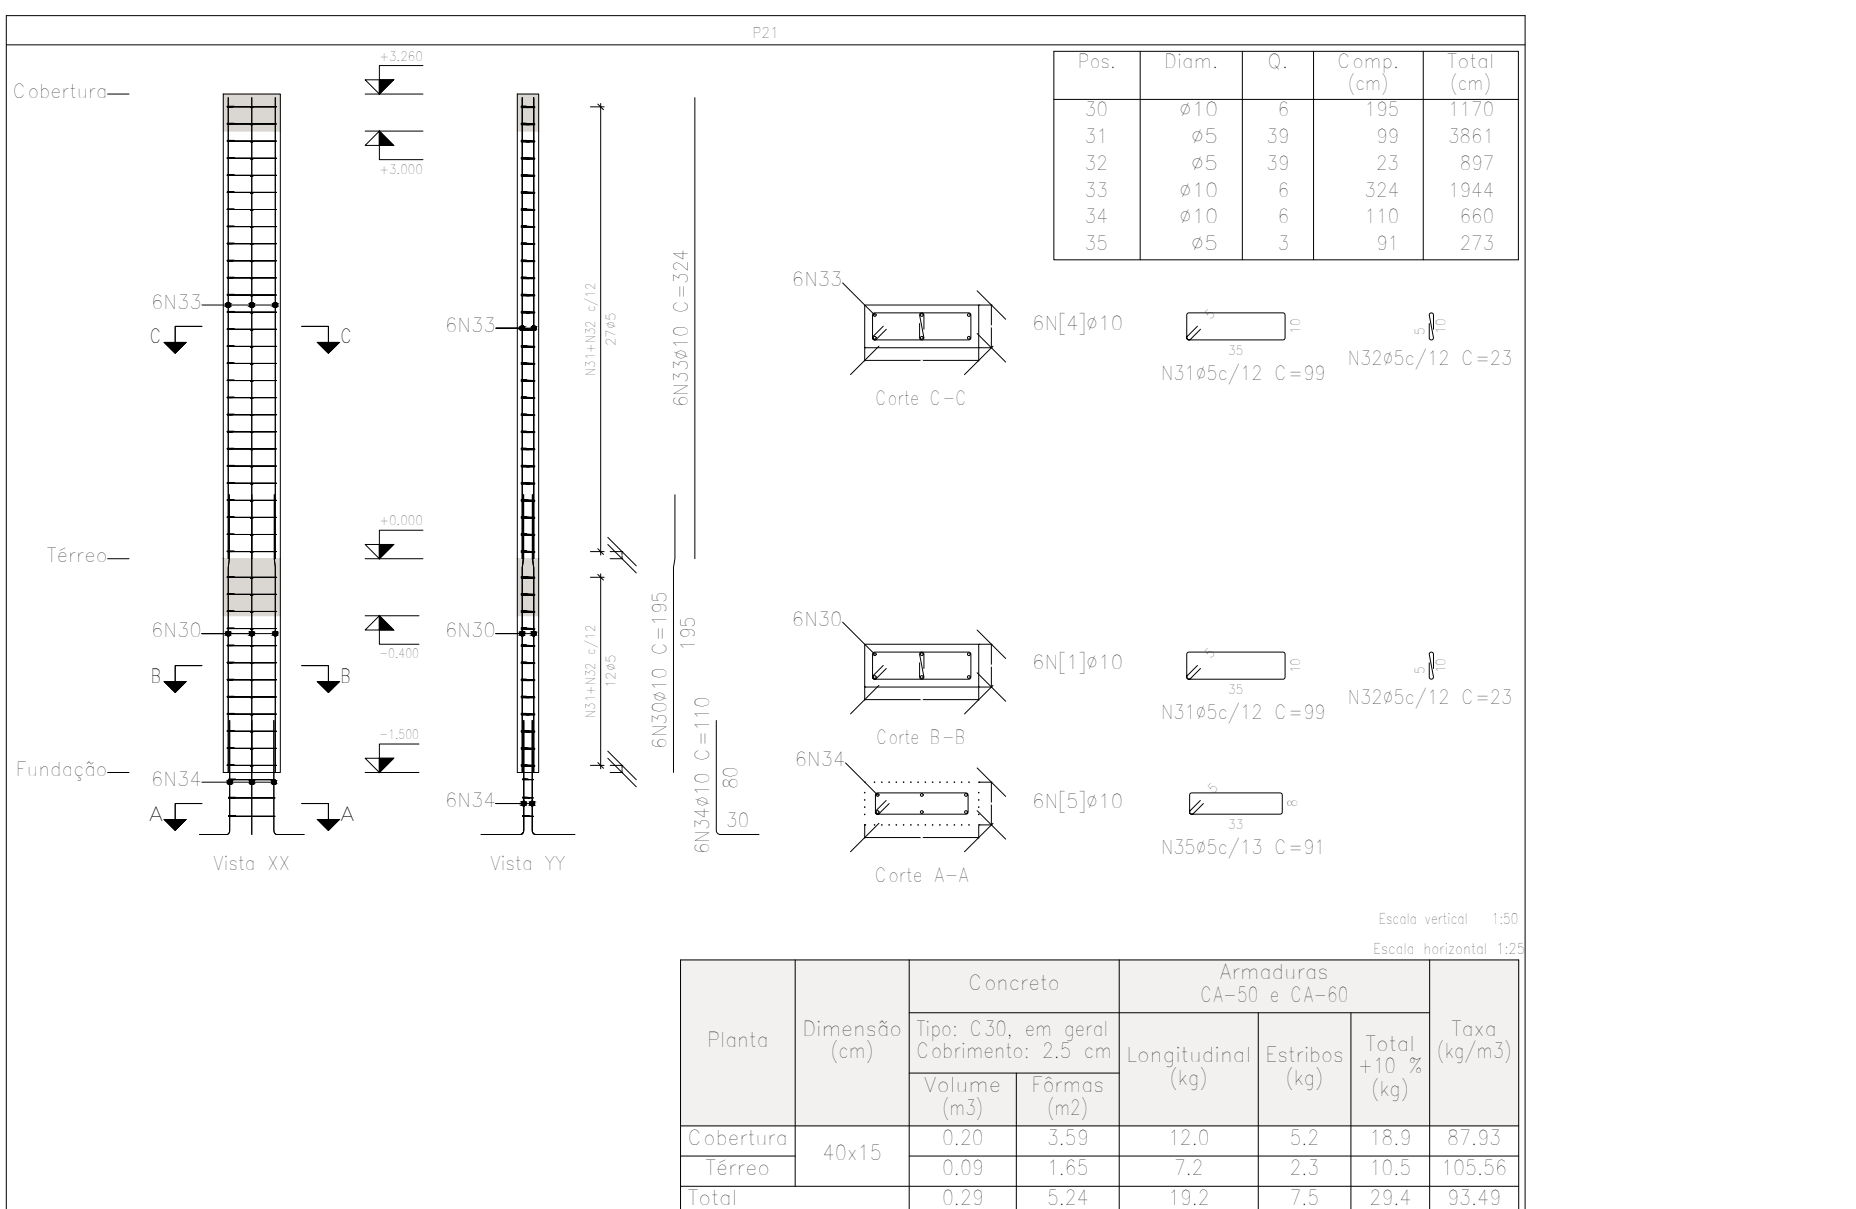 P21
Cobertura
+3.260
+3.000
6N33
C
C
Térreo
+0.000
-0.400
6N30
B
B
Fundação
-1.500
6N34
A
A
Vista XX
6N33
6N30
6N34
Vista YY
N31+N32 c/12
27ø5
N31+N32 c/12
12ø5
6N33ø10 C=324
6N30ø10 C=195
195
6N34ø10 C=110
80
30
Pos. Diam. Q. Comp. (cm) Total (cm)
30 ø10 6 195 1170
31 ø5 39 99 3861
32 ø5 39 23 897
33 ø10 6 324 1944
34 ø10 6 110 660
35 ø5 3 91 273
6N33
6N[4]ø10
Corte C-C
5
10
35
N31ø5c/12 C=99
5
10
N32ø5c/12 C=23
6N30
6N[1]ø10
Corte B-B
5
10
35
N31ø5c/12 C=99
5
10
N32ø5c/12 C=23
6N34
6N[5]ø10
Corte A-A
5
8
33
N35ø5c/13 C=91
Escala vertical 1:50
Escala horizontal 1:25
Planta
Dimensão
(cm)
Concreto
Tipo: C30, em geral
Cobrimento: 2.5 cm
Volume
(m3)
Fôrmas
(m2)
Armaduras
CA-50 e CA-60
Longitudinal
(kg)
Estribos
(kg)
Total
+10 %
(kg)
Taxa
(kg/m3)
Cobertura 40x15 0.20 3.59 12.0 5.2 18.9 87.93
Térreo 0.09 1.65 7.2 2.3 10.5 105.56
Total 0.29 5.24 19.2 7.5 29.4 93.49